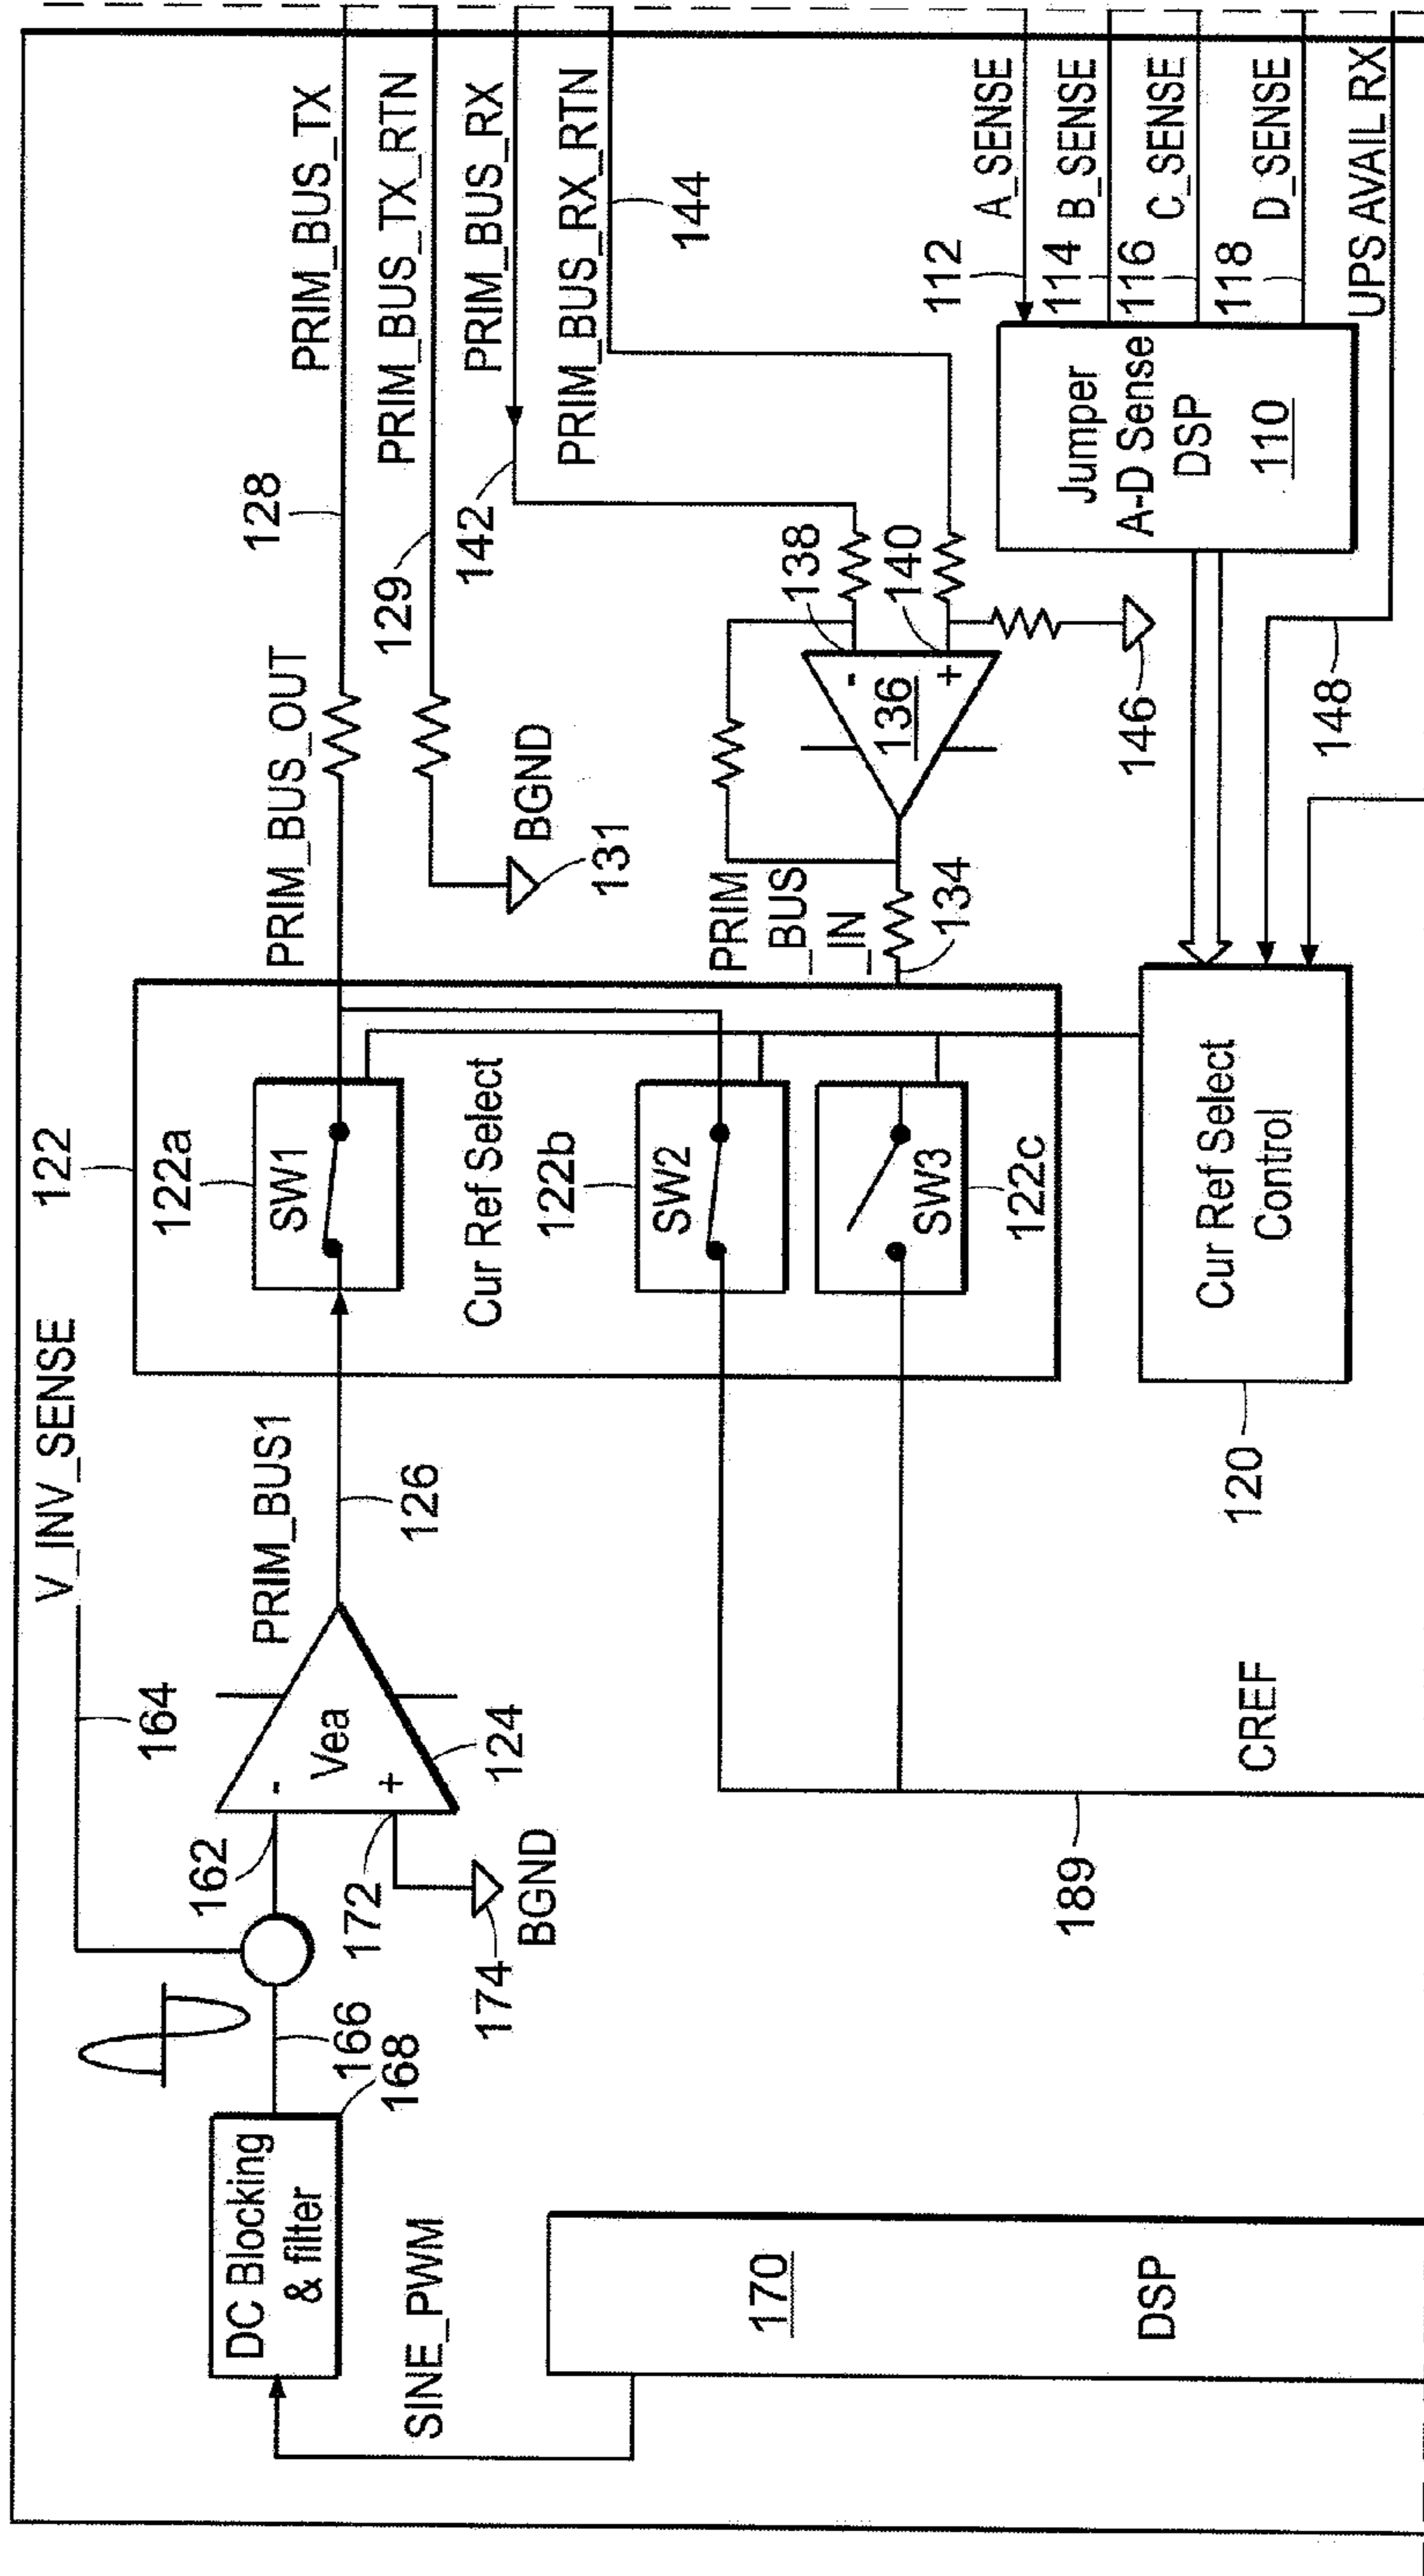 122
V_INV_SENSE
164
122a
SW1
128
PRIM_BUS_TX
PRIM_BUS_OUT
PRIM_BUS1
126
162
Vea
-
+
124
172
174
BGND
166
168
DC Blocking
& filter
SINE_PWM
129
PRIM_BUS_TX_RTN
BGND
131
142
PRIM_BUS_RX
PRIM_BUS_RX_RTN
144
Cur Ref Select
122b
SW2
SW3
122c
PRIM
_BUS
_IN
134
136
-
+
138
140
146
112
A_SENSE
114
B_SENSE
116
C_SENSE
118
D_SENSE
Jumper
A-D Sense
DSP
110
UPS AVAIL RX
148
Cur Ref Select
Control
120
CREF
189
170
DSP